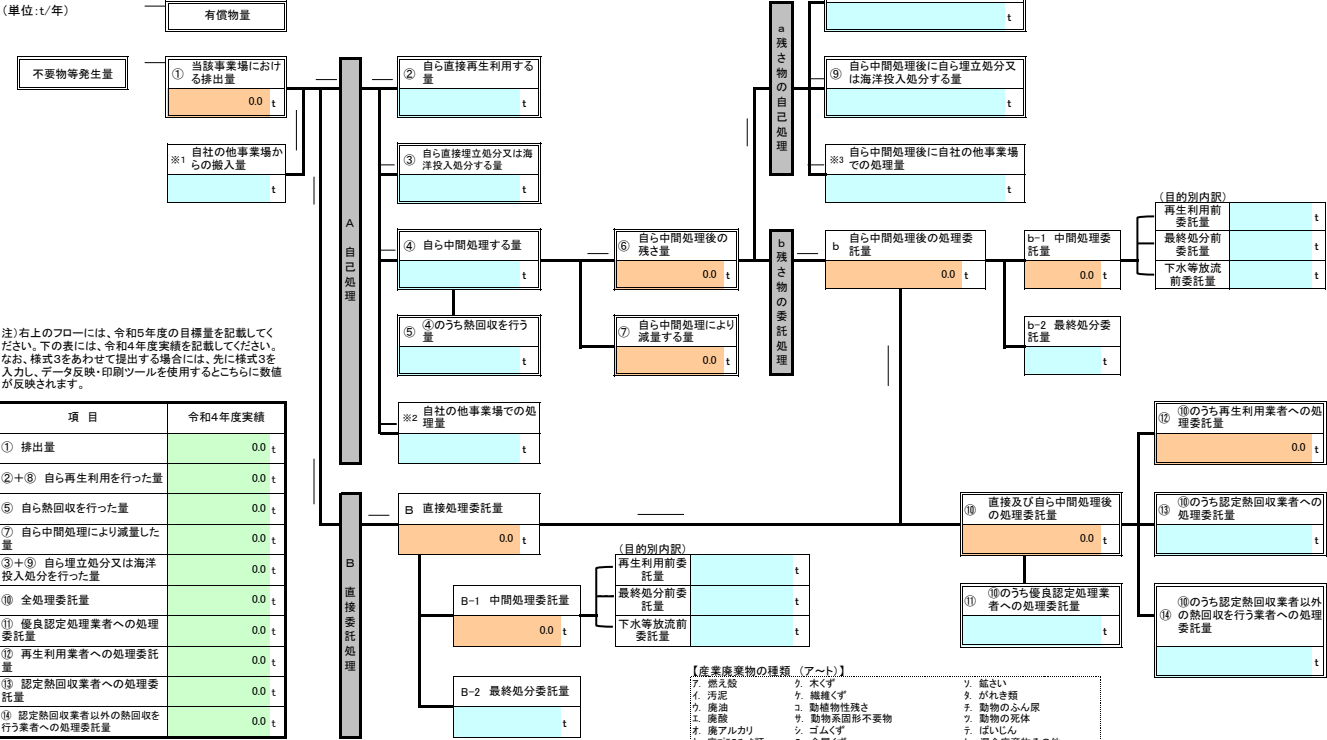 （単位：t/年）
有償物量
t
不要物等発生量
① 当該事業場におけ
る排出量
0.0 t
※1 自社の他事業場か
らの搬入量
t
A 自己処理
② 自ら直接再生利用する
量
t
③ 自ら直接埋立処分又は海
洋投入処分する量
t
④ 自ら中間処理する量
t
⑤ ④のうち熱回収を行う
量
t
※2 自社の他事業場での処
理量
t
⑥ 自ら中間処理後の
残さ量
0.0 t
⑦ 自ら中間処理により
減量する量
0.0 t
a 残さ物の自己処理
⑨ 自ら中間処理後に自ら埋立処分又
は海洋投入処分する量
t
※3 自ら中間処理後に自社の他事業場
での処理量
t
b 残さ物の委託処理
b 自ら中間処理後の処理委
託量
0.0 t
b-1 中間処理委
託量
0.0 t
b-2 最終処分委
託量
t
（目的別内訳）
再生利用前
委託量
t
最終処分前
委託量
t
下水等放流
前委託量
t
注）右上のフローには、令和5年度の目標量を記載してく
ださい。下の表には、令和4年度実績を記載してください。
なお、様式3をあわせて提出する場合には、先に様式3を
入力し、データ反映・印刷ツールを使用するとこちらに数値
が反映されます。
項 目 令和4年度実績
① 排出量 0.0 t
②＋⑧ 自ら再生利用を行った量 0.0 t
⑤ 自ら熱回収を行った量 0.0 t
⑦ 自ら中間処理により減量した
量 0.0 t
③＋⑨ 自ら埋立処分又は海洋
投入処分を行った量 0.0 t
⑩ 全処理委託量 0.0 t
⑪ 優良認定処理業者への処理
委託量 0.0 t
⑫ 再生利用業者への処理委託
量 0.0 t
⑬ 認定熱回収業者への処理委
託量 0.0 t
⑭ 認定熱回収業者以外の熱回収を
行う業者への処理委託量 0.0 t
B 直接委託処理
B 直接処理委託量
0.0 t
B-1 中間処理委託量
0.0 t
B-2 最終処分委託量
t
（目的別内訳）
再生利用前委
託量
t
最終処分前委
託量
t
下水等放流前
委託量
t
⑩ 直接及び自ら中間処理後
の処理委託量
0.0 t
⑪ ⑩のうち優良認定処理業
者への処理委託量
t
⑫ ⑩のうち再生利用業者への処
理委託量
0.0 t
⑬ ⑩のうち認定熱回収業者への
処理委託量
t
⑭ ⑩のうち認定熱回収業者以外
の熱回収を行う業者への処理
委託量
t
【産業廃棄物の種類 （ア～ト）】
ア. 燃え殻 ク. 木くず ソ. 鉱さい
イ. 汚泥 ケ. 繊維くず タ. がれき類
ウ. 廃油 コ. 動植物性残さ チ. 動物のふん尿
エ. 廃酸 サ. 動物系固形不要物 ツ. 動物の死体
オ. 廃アルカリ シ. ゴムくず テ. ばいじん